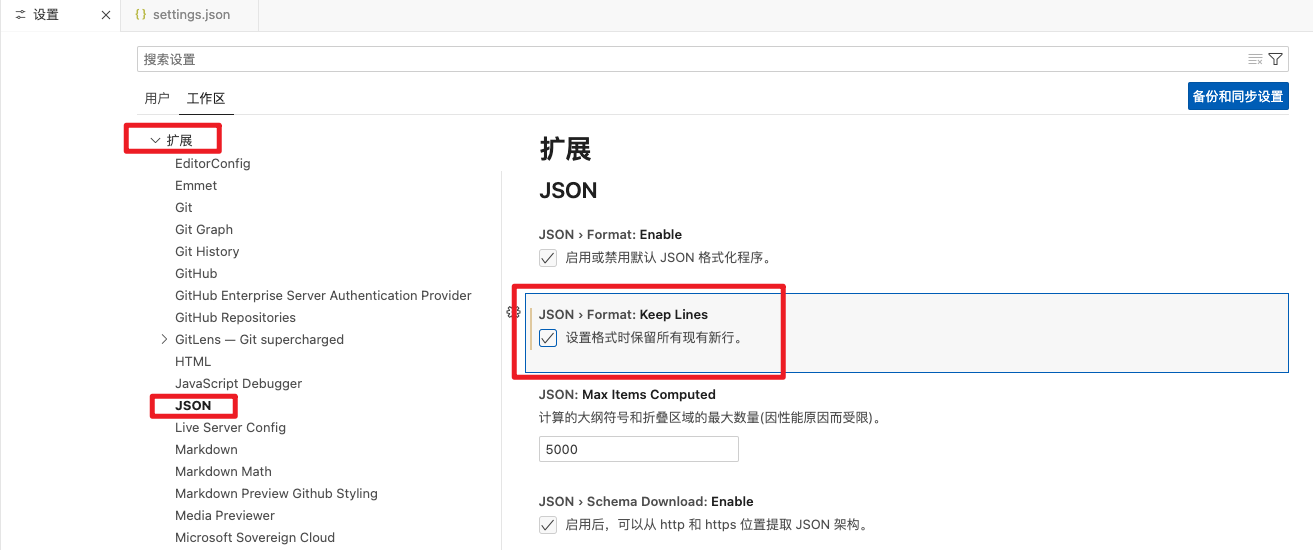 设置
settings.json
搜索设置
用户 工作区
备份和同步设置
扩展
EditorConfig
Emmet
Git
Git Graph
Git History
GitHub
GitHub Enterprise Server Authentication Provider
GitHub Repositories
GitLens — Git supercharged
HTML
JavaScript Debugger
JSON
Live Server Config
Markdown
Markdown Math
Markdown Preview Github Styling
Media Previewer
Microsoft Sovereign Cloud
扩展
JSON
JSON › Format: Enable
启用或禁用默认 JSON 格式化程序。
JSON › Format: Keep Lines
设置格式时保留所有现有新行。
JSON: Max Items Computed
计算的大纲符号和折叠区域的最大数量(因性能原因而受限)。
5000
JSON › Schema Download: Enable
启用后，可以从 http 和 https 位置提取 JSON 架构。